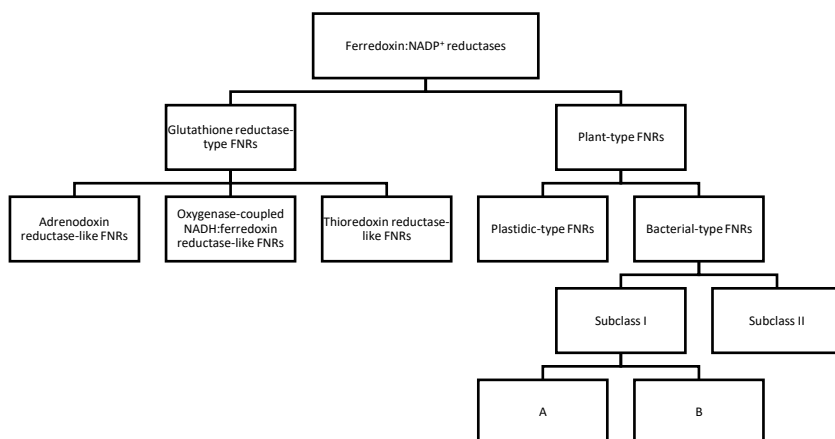 Ferredoxin:NADP⁺ reductases
Glutathione reductase-
type FNRs
Plant-type FNRs
Adrenodoxin
reductase-like FNRs
Oxygenase-coupled
NADH:ferredoxin
reductase-like FNRs
Thioredoxin reductase-
like FNRs
Plastidic-type FNRs
Bacterial-type FNRs
Subclass I
Subclass II
A
B